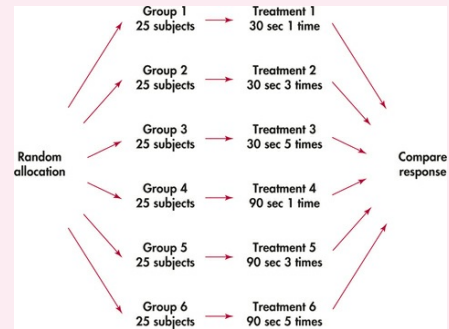 Group 1
25 subjects
Treatment 1
30 sec 1 time
Group 2
25 subjects
Treatment 2
30 sec 3 times
Group 3
25 subjects
Treatment 3
30 sec 5 times
Random
allocation
Compare
response
Group 4
25 subjects
Treatment 4
90 sec 1 time
Group 5
25 subjects
Treatment 5
90 sec 3 times
Group 6
25 subjects
Treatment 6
90 sec 5 times